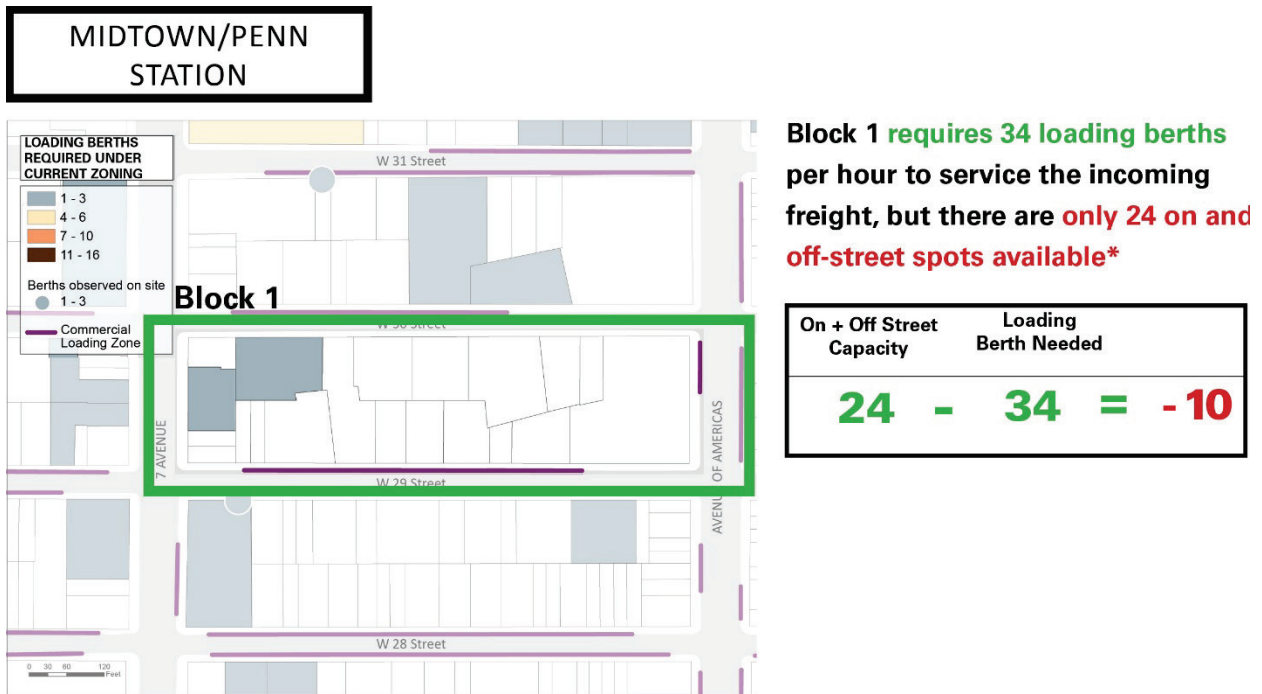 MIDTOWN/PENN
STATION
LOADING BERTHS
REQUIRED UNDER
CURRENT ZONING
1 - 3
4 - 6
7 - 10
11 - 16
Berths observed on site
1 - 3
Commercial
Loading Zone
W 31 Street
Block 1
W 30 Street
7 AVENUE
AVENUE OF AMERICAS
W 29 Street
W 28 Street
0 30 60 120
Feet
Block 1 requires 34 loading berths
per hour to service the incoming
freight, but there are only 24 on and
off-street spots available*
On + Off Street
Capacity
Loading
Berth Needed
24 - 34 = - 10